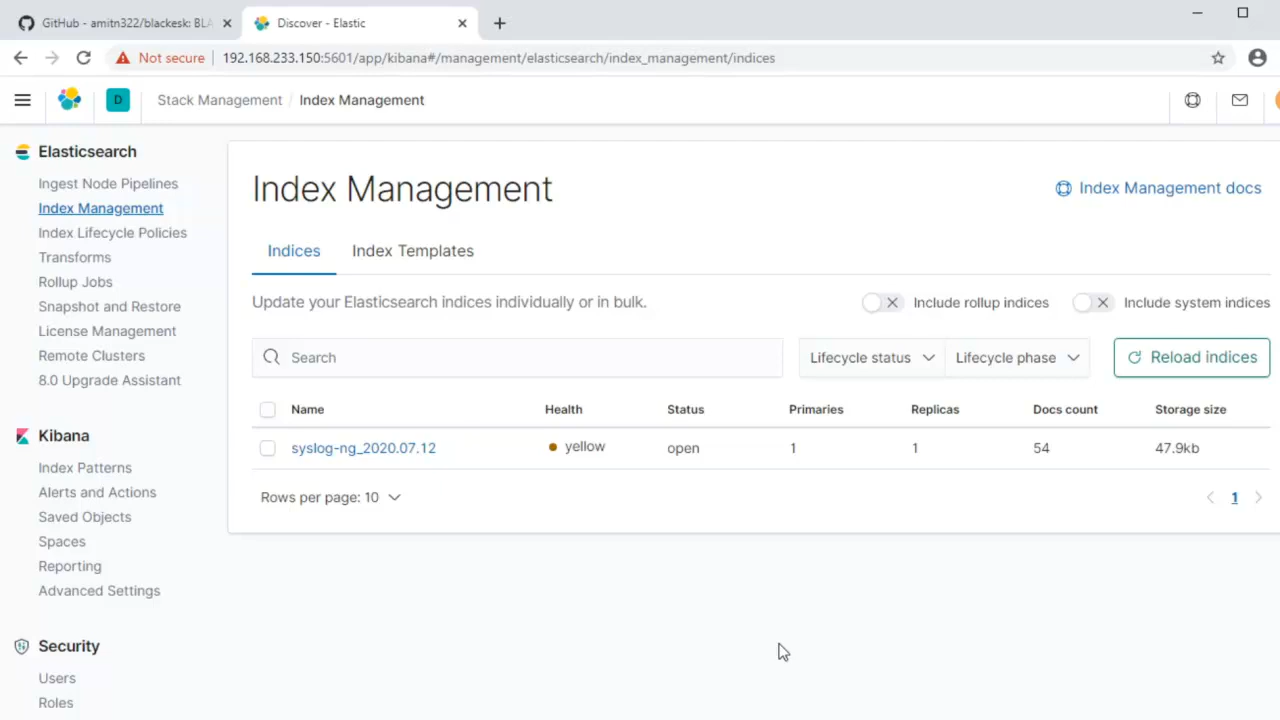 GitHub - amitn322/blackesk: BLA
Discover - Elastic
Not secure
192.168.233.150:5601/app/kibana#/management/elasticsearch/index_management/indices
D
Stack Management / Index Management
Elasticsearch
Ingest Node Pipelines
Index Management
Index Lifecycle Policies
Transforms
Rollup Jobs
Snapshot and Restore
License Management
Remote Clusters
8.0 Upgrade Assistant
Kibana
Index Patterns
Alerts and Actions
Saved Objects
Spaces
Reporting
Advanced Settings
Security
Users
Roles
Index Management
Index Management docs
Indices Index Templates
Update your Elasticsearch indices individually or in bulk.
Include rollup indices Include system indices
Search Lifecycle status Lifecycle phase Reload indices
Name Health Status Primaries Replicas Docs count Storage size
syslog-ng_2020.07.12 yellow open 1 1 54 47.9kb
Rows per page: 10
1